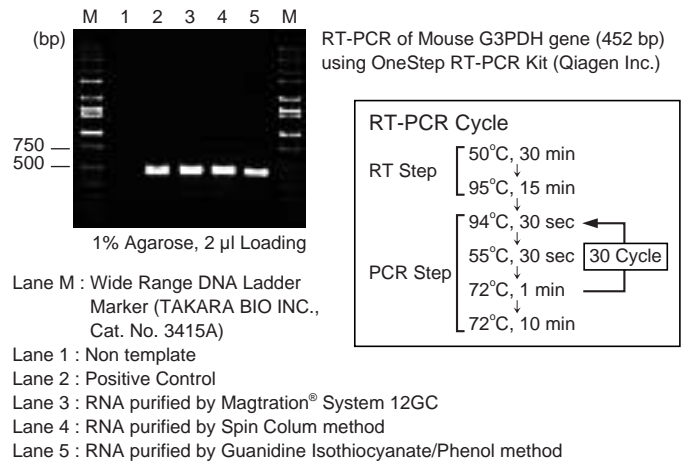 M 1 2 3 4 5 M
(bp)
750
500
1% Agarose, 2 µl Loading
RT-PCR of Mouse G3PDH gene (452 bp)
using OneStep RT-PCR Kit (Qiagen Inc.)
RT-PCR Cycle
RT Step
50°C, 30 min
95°C, 15 min
PCR Step
94°C, 30 sec
55°C, 30 sec
30 Cycle
72°C, 1 min
72°C, 10 min
Lane M : Wide Range DNA Ladder
Marker (TAKARA BIO INC.,
Cat. No. 3415A)
Lane 1 : Non template
Lane 2 : Positive Control
Lane 3 : RNA purified by Magtration® System 12GC
Lane 4 : RNA purified by Spin Colum method
Lane 5 : RNA purified by Guanidine Isothiocyanate/Phenol method